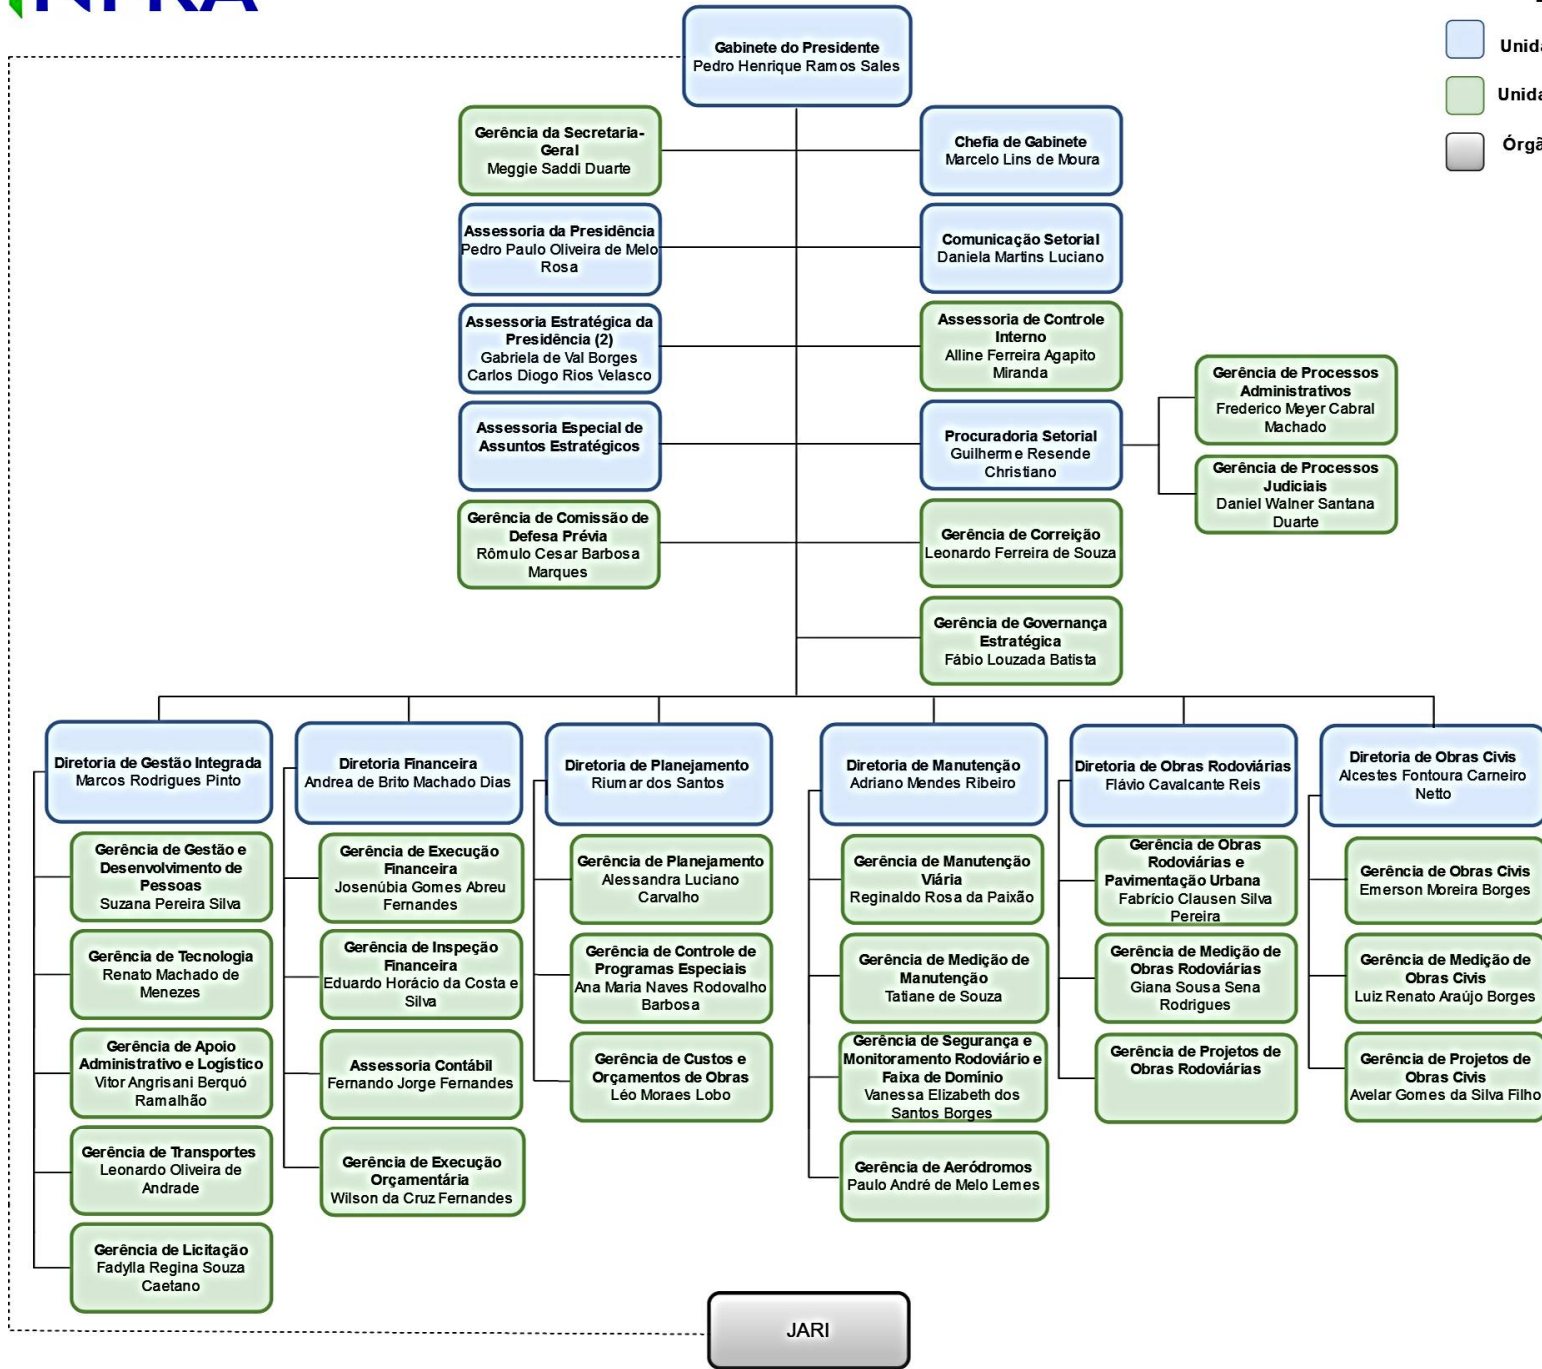 Gabinete do Presidente
Pedro Henrique Ramos Sales
Gerência da Secretaria-
Geral
Meggie Saddi Duarte
Chefia de Gabinete
Marcelo Lins de Moura
Assessoria da Presidência
Pedro Paulo Oliveira de Melo
Rosa
Comunicação Setorial
Daniela Martins Luciano
Assessoria Estratégica da
Presidência (2)
Gabriela de Val Borges
Carlos Diogo Rios Velasco
Assessoria de Controle
Interno
Alline Ferreira Agapito
Miranda
Assessoria Especial de
Assuntos Estratégicos
Procuradoria Setorial
Guilherme Resende
Christiano
Gerência de Processos
Administrativos
Frederico Meyer Cabral
Machado
Gerência de Processos
Judiciais
Daniel Walner Santana
Duarte
Gerência de Comissão de
Defesa Prévia
Rômulo Cesar Barbosa
Marques
Gerência de Correição
Leonardo Ferreira de Souza
Gerência de Governança
Estratégica
Fábio Louzada Batista
Diretoria de Gestão Integrada
Marcos Rodrigues Pinto
Gerência de Gestão e
Desenvolvimento de
Pessoas
Suzana Pereira Silva
Gerência de Tecnologia
Renato Machado de
Menezes
Gerência de Apoio
Administrativo e Logístico
Vitor Angrisani Berquó
Ramalhão
Gerência de Transportes
Leonardo Oliveira de
Andrade
Gerência de Licitação
Fadylla Regina Souza
Caetano
Diretoria Financeira
Andrea de Brito Machado Dias
Gerência de Execução
Financeira
Josenúbia Gomes Abreu
Fernandes
Gerência de Inspeção
Financeira
Eduardo Horácio da Costa e
Silva
Assessoria Contábil
Fernando Jorge Fernandes
Gerência de Execução
Orçamentária
Wilson da Cruz Fernandes
Diretoria de Planejamento
Riumar dos Santos
Gerência de Planejamento
Alessandra Luciano
Carvalho
Gerência de Controle de
Programas Especiais
Ana Maria Naves Rodovalho
Barbosa
Gerência de Custos e
Orçamentos de Obras
Léo Moraes Lobo
Diretoria de Manutenção
Adriano Mendes Ribeiro
Gerência de Manutenção
Viária
Reginaldo Rosa da Paixão
Gerência de Medição de
Manutenção
Tatiane de Souza
Gerência de Segurança e
Monitoramento Rodoviário e
Faixa de Domínio
Vanessa Elizabeth dos
Santos Borges
Gerência de Aeródromos
Paulo André de Melo Lemes
Diretoria de Obras Rodoviárias
Flávio Cavalcante Reis
Gerência de Obras
Rodoviárias e
Pavimentação Urbana
Fabrício Clausen Silva
Pereira
Gerência de Medição de
Obras Rodoviárias
Giana Sousa Sena
Rodrigues
Gerência de Projetos de
Obras Rodoviárias
Diretoria de Obras Civis
Alcestes Fontoura Carneiro
Netto
Gerência de Obras Civis
Emerson Moreira Borges
Gerência de Medição de
Obras Civis
Luiz Renato Araújo Borges
Gerência de Projetos de
Obras Civis
Avelar Gomes da Silva Filho
JARI